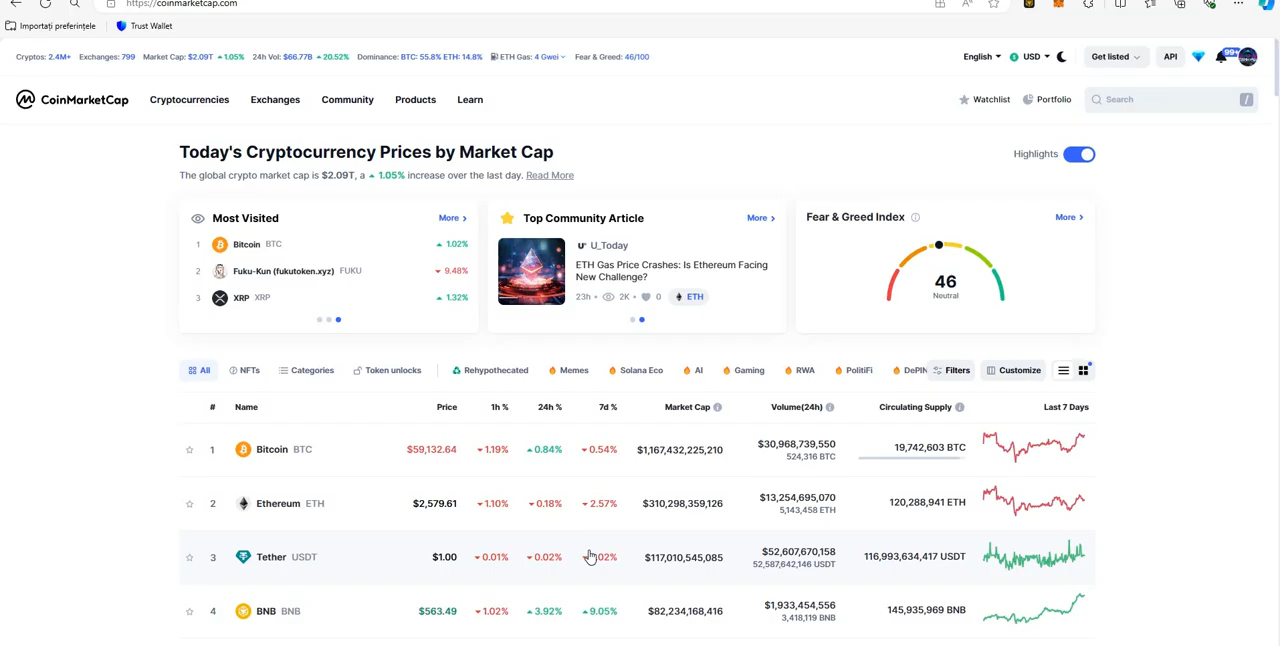 https://coinmarketcap.com
Importați preferințele Trust Wallet
Cryptos: 2.4M+ Exchanges: 799 Market Cap: $2.09T 1.05% 24h Vol: $66.77B 20.52% Dominance: BTC: 55.8% ETH: 14.8% ETH Gas: 4 Gwei Fear & Greed: 46/100 English USD Get listed API 99+
CoinMarketCap Cryptocurrencies Exchanges Community Products Learn Watchlist Portfolio Search /
Today's Cryptocurrency Prices by Market Cap Highlights
The global crypto market cap is $2.09T, a 1.05% increase over the last day. Read More
Most Visited More >
1 Bitcoin BTC 1.02%
2 Fuku-Kun (fukutoken.xyz) FUKU 9.48%
3 XRP XRP 1.32%
Top Community Article More >
U_Today
ETH Gas Price Crashes: Is Ethereum Facing
New Challenge?
23h • 2K • 0 ETH
Fear & Greed Index More >
46
Neutral
All NFTs Categories Token unlocks Rehypothecated Memes Solana Eco AI Gaming RWA PolitiFi DePIN Filters Customize
# Name Price 1h % 24h % 7d % Market Cap Volume(24h) Circulating Supply Last 7 Days
1 Bitcoin BTC $59,132.64 1.19% 0.84% 0.54% $1,167,432,225,210 $30,968,739,550 19,742,603 BTC
524,316 BTC
2 Ethereum ETH $2,579.61 1.10% 0.18% 2.57% $310,298,359,126 $13,254,695,070 120,288,941 ETH
5,143,458 ETH
3 Tether USDT $1.00 0.01% 0.02% 02% $117,010,545,085 $52,607,670,158 116,993,634,417 USDT
52,587,642,146 USDT
4 BNB BNB $563.49 1.02% 3.92% 9.05% $82,234,168,416 $1,933,454,556 145,935,969 BNB
3,418,119 BNB